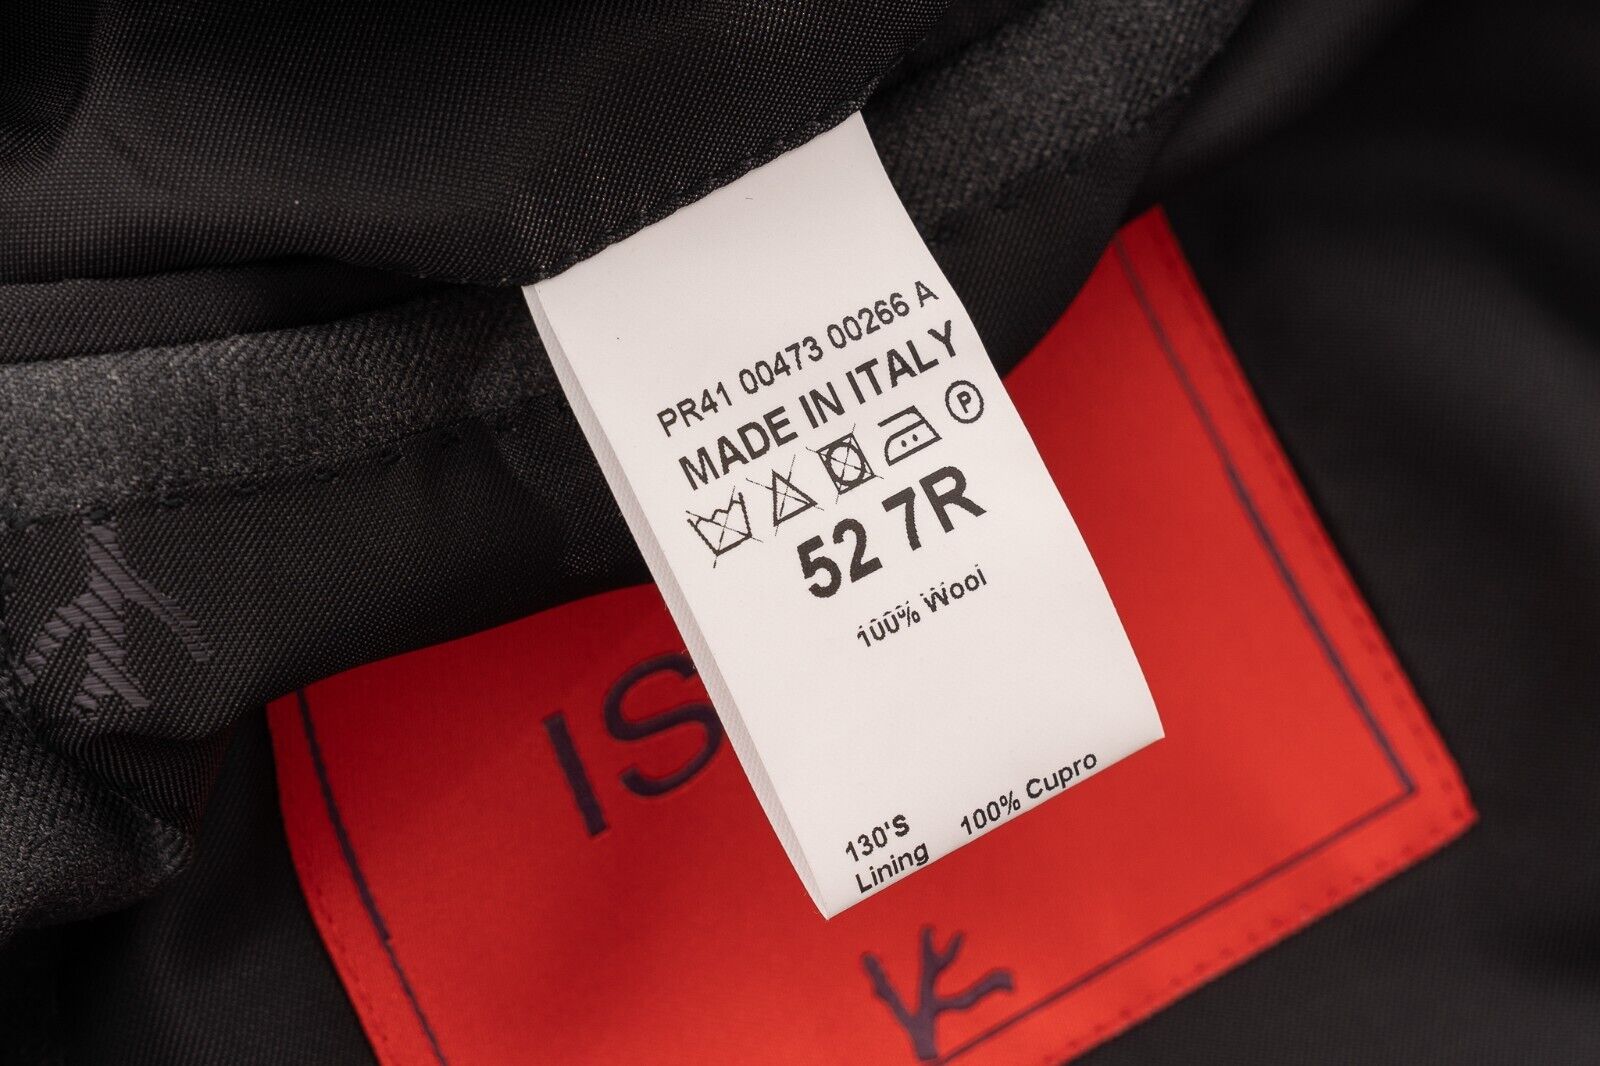 PR41 00473 00266 A
MADE IN ITALY
P
52 7R
100% Wool
130'S
Lining 100% Cupro
IS